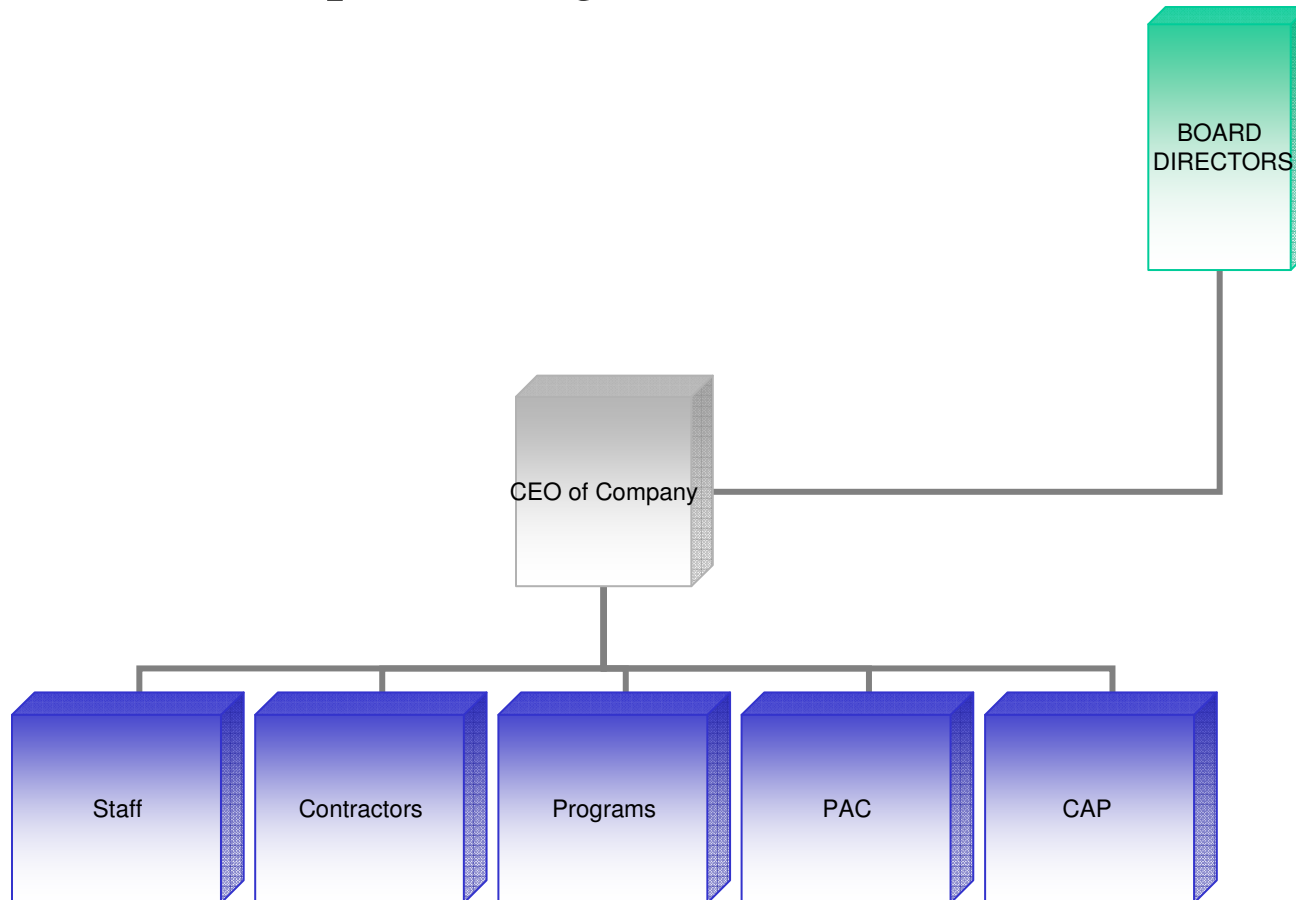 BOARD
DIRECTORS
CEO of Company
Staff
Contractors
Programs
PAC
CAP